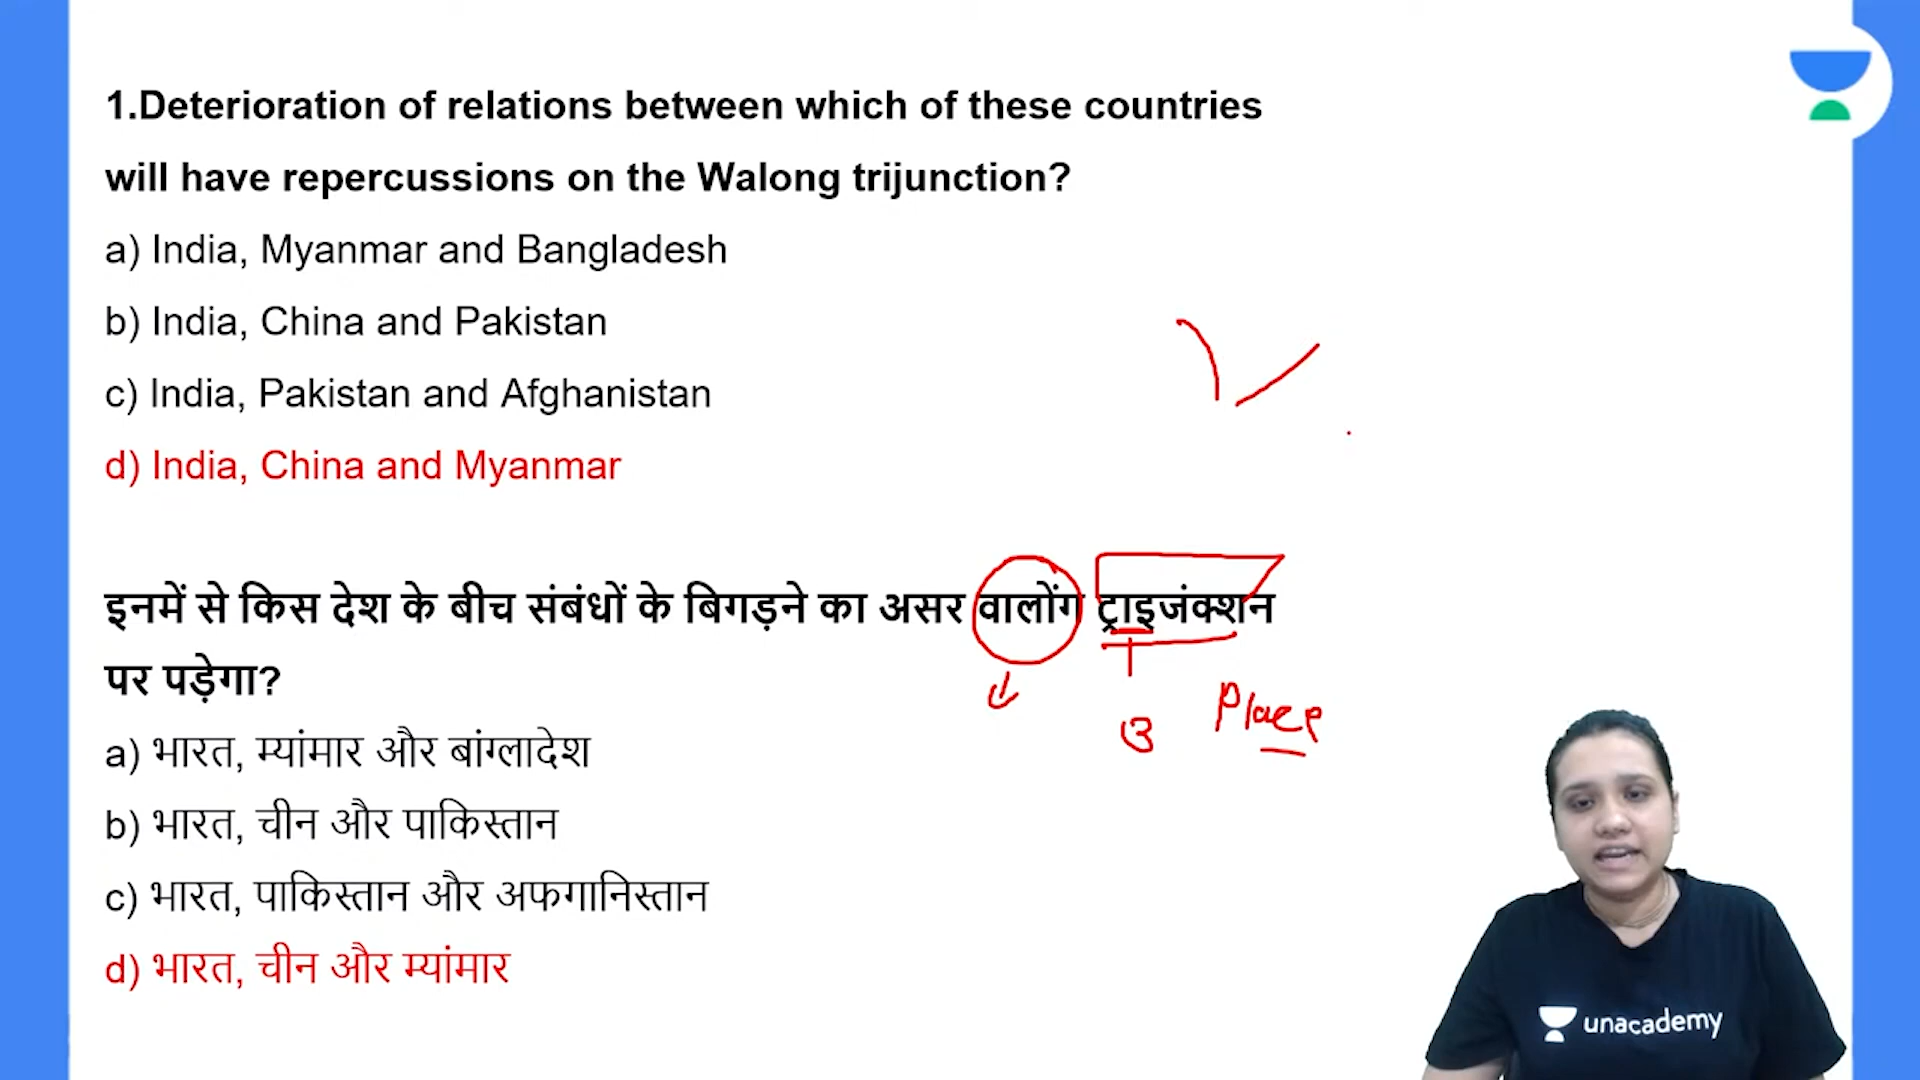 1.Deterioration of relations between which of these countries
will have repercussions on the Walong trijunction?
a) India, Myanmar and Bangladesh
b) India, China and Pakistan
c) India, Pakistan and Afghanistan
d) India, China and Myanmar
इनमें से किस देश के बीच संबंधों के बिगड़ने का असर वालोंग ट्राइजंक्शन
पर पड़ेगा?
a) भारत, म्यांमार और बांग्लादेश
b) भारत, चीन और पाकिस्तान
c) भारत, पाकिस्तान और अफगानिस्तान
d) भारत, चीन और म्यांमार
3 Place
unacademy